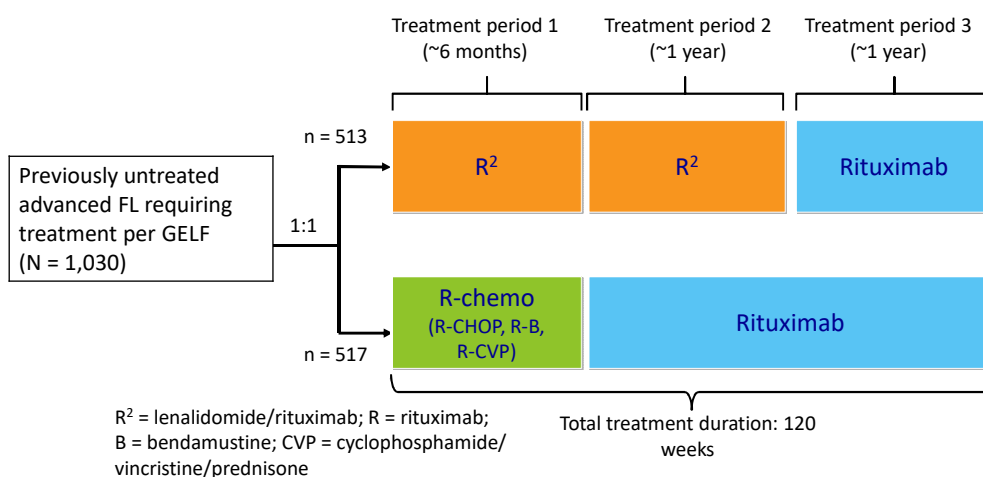 Treatment period 1
(~6 months)
Treatment period 2
(~1 year)
Treatment period 3
(~1 year)
n = 513
R²
R²
Rituximab
Previously untreated
advanced FL requiring
treatment per GELF
(N = 1,030)
1:1
R-chemo
(R-CHOP, R-B,
R-CVP)
Rituximab
n = 517
R² = lenalidomide/rituximab; R = rituximab;
B = bendamustine; CVP = cyclophosphamide/
vincristine/prednisone
Total treatment duration: 120
weeks